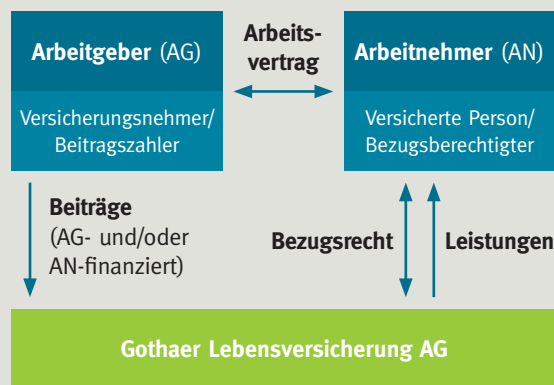 Arbeitgeber (AG)
Versicherungsnehmer/
Beitragszahler
Arbeits-
vertrag
Arbeitnehmer (AN)
Versicherte Person/
Bezugsberechtigter
Beiträge
(AG- und/oder
AN-finanziert)
Bezugsrecht
Leistungen
Gothaer Lebensversicherung AG